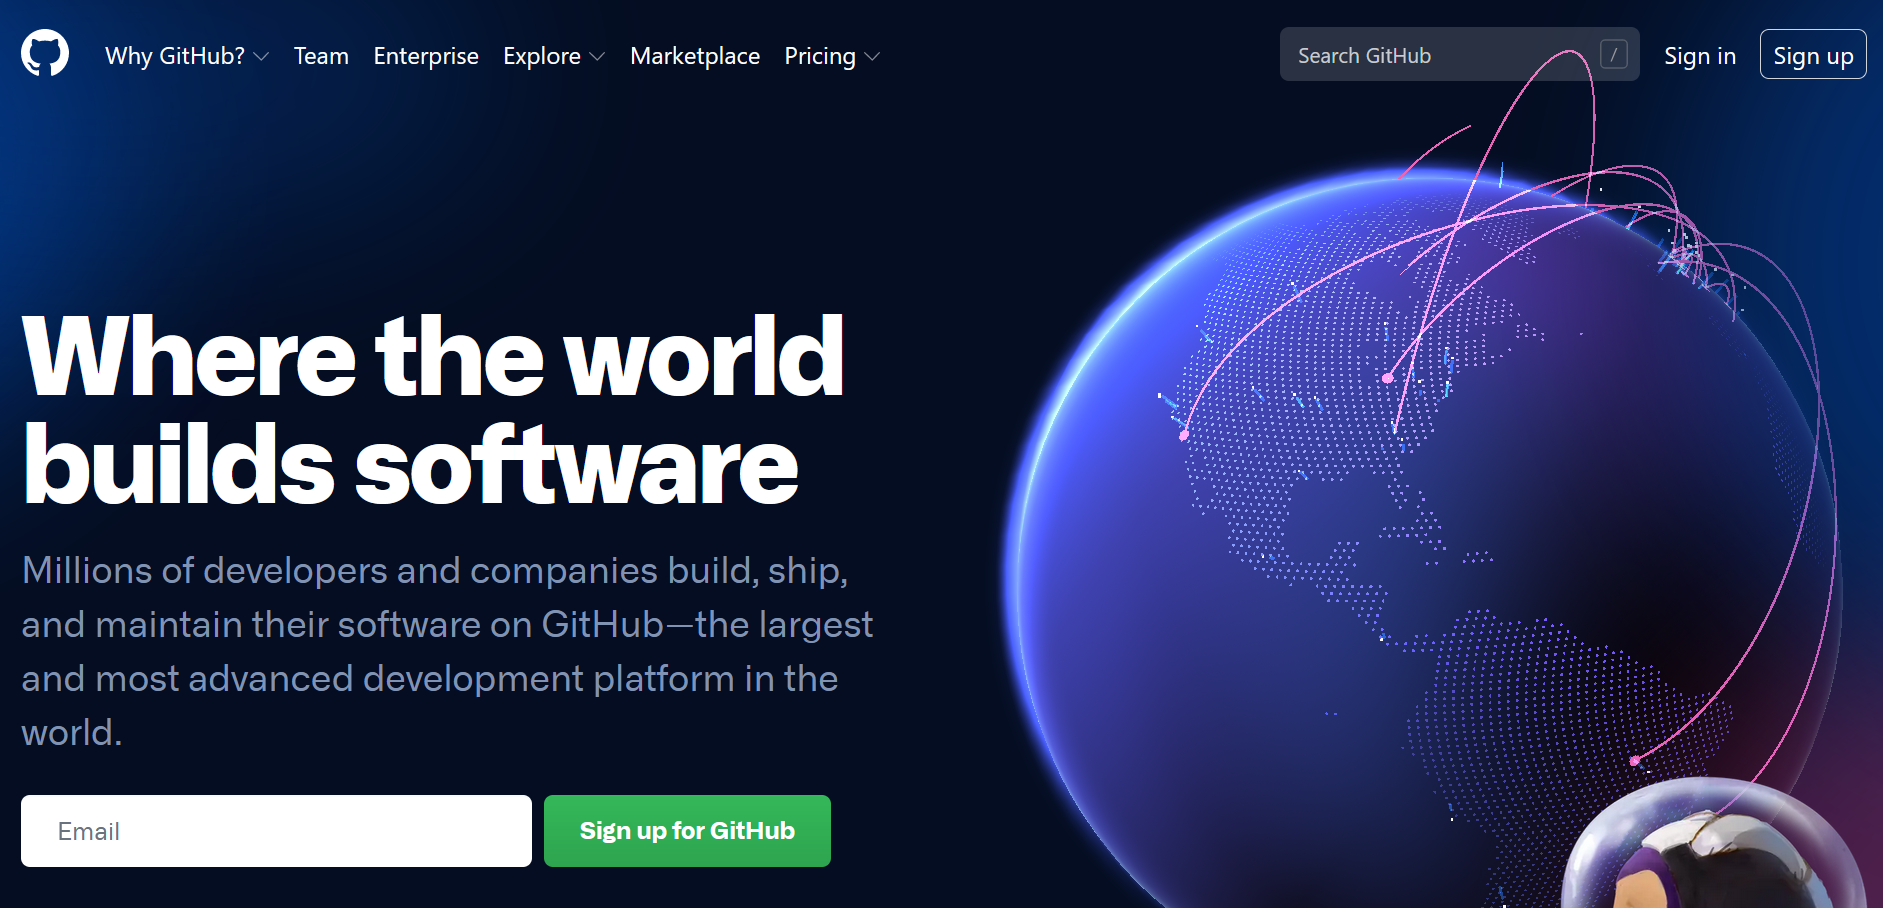 Why GitHub? Team Enterprise Explore Marketplace Pricing Search GitHub / Sign in Sign up
Where the world
builds software
Millions of developers and companies build, ship,
and maintain their software on GitHub—the largest
and most advanced development platform in the
world.
Email Sign up for GitHub